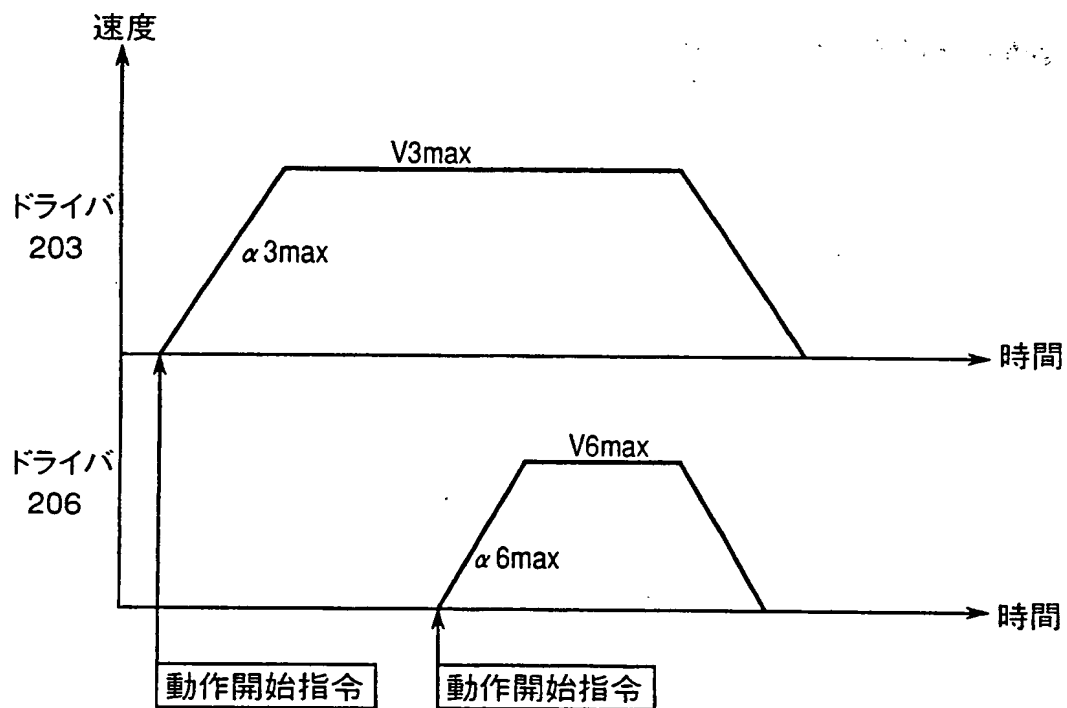 速度
V3max
ドライバ
203
α3max
時間
V6max
ドライバ
206
α6max
時間
動作開始指令
動作開始指令